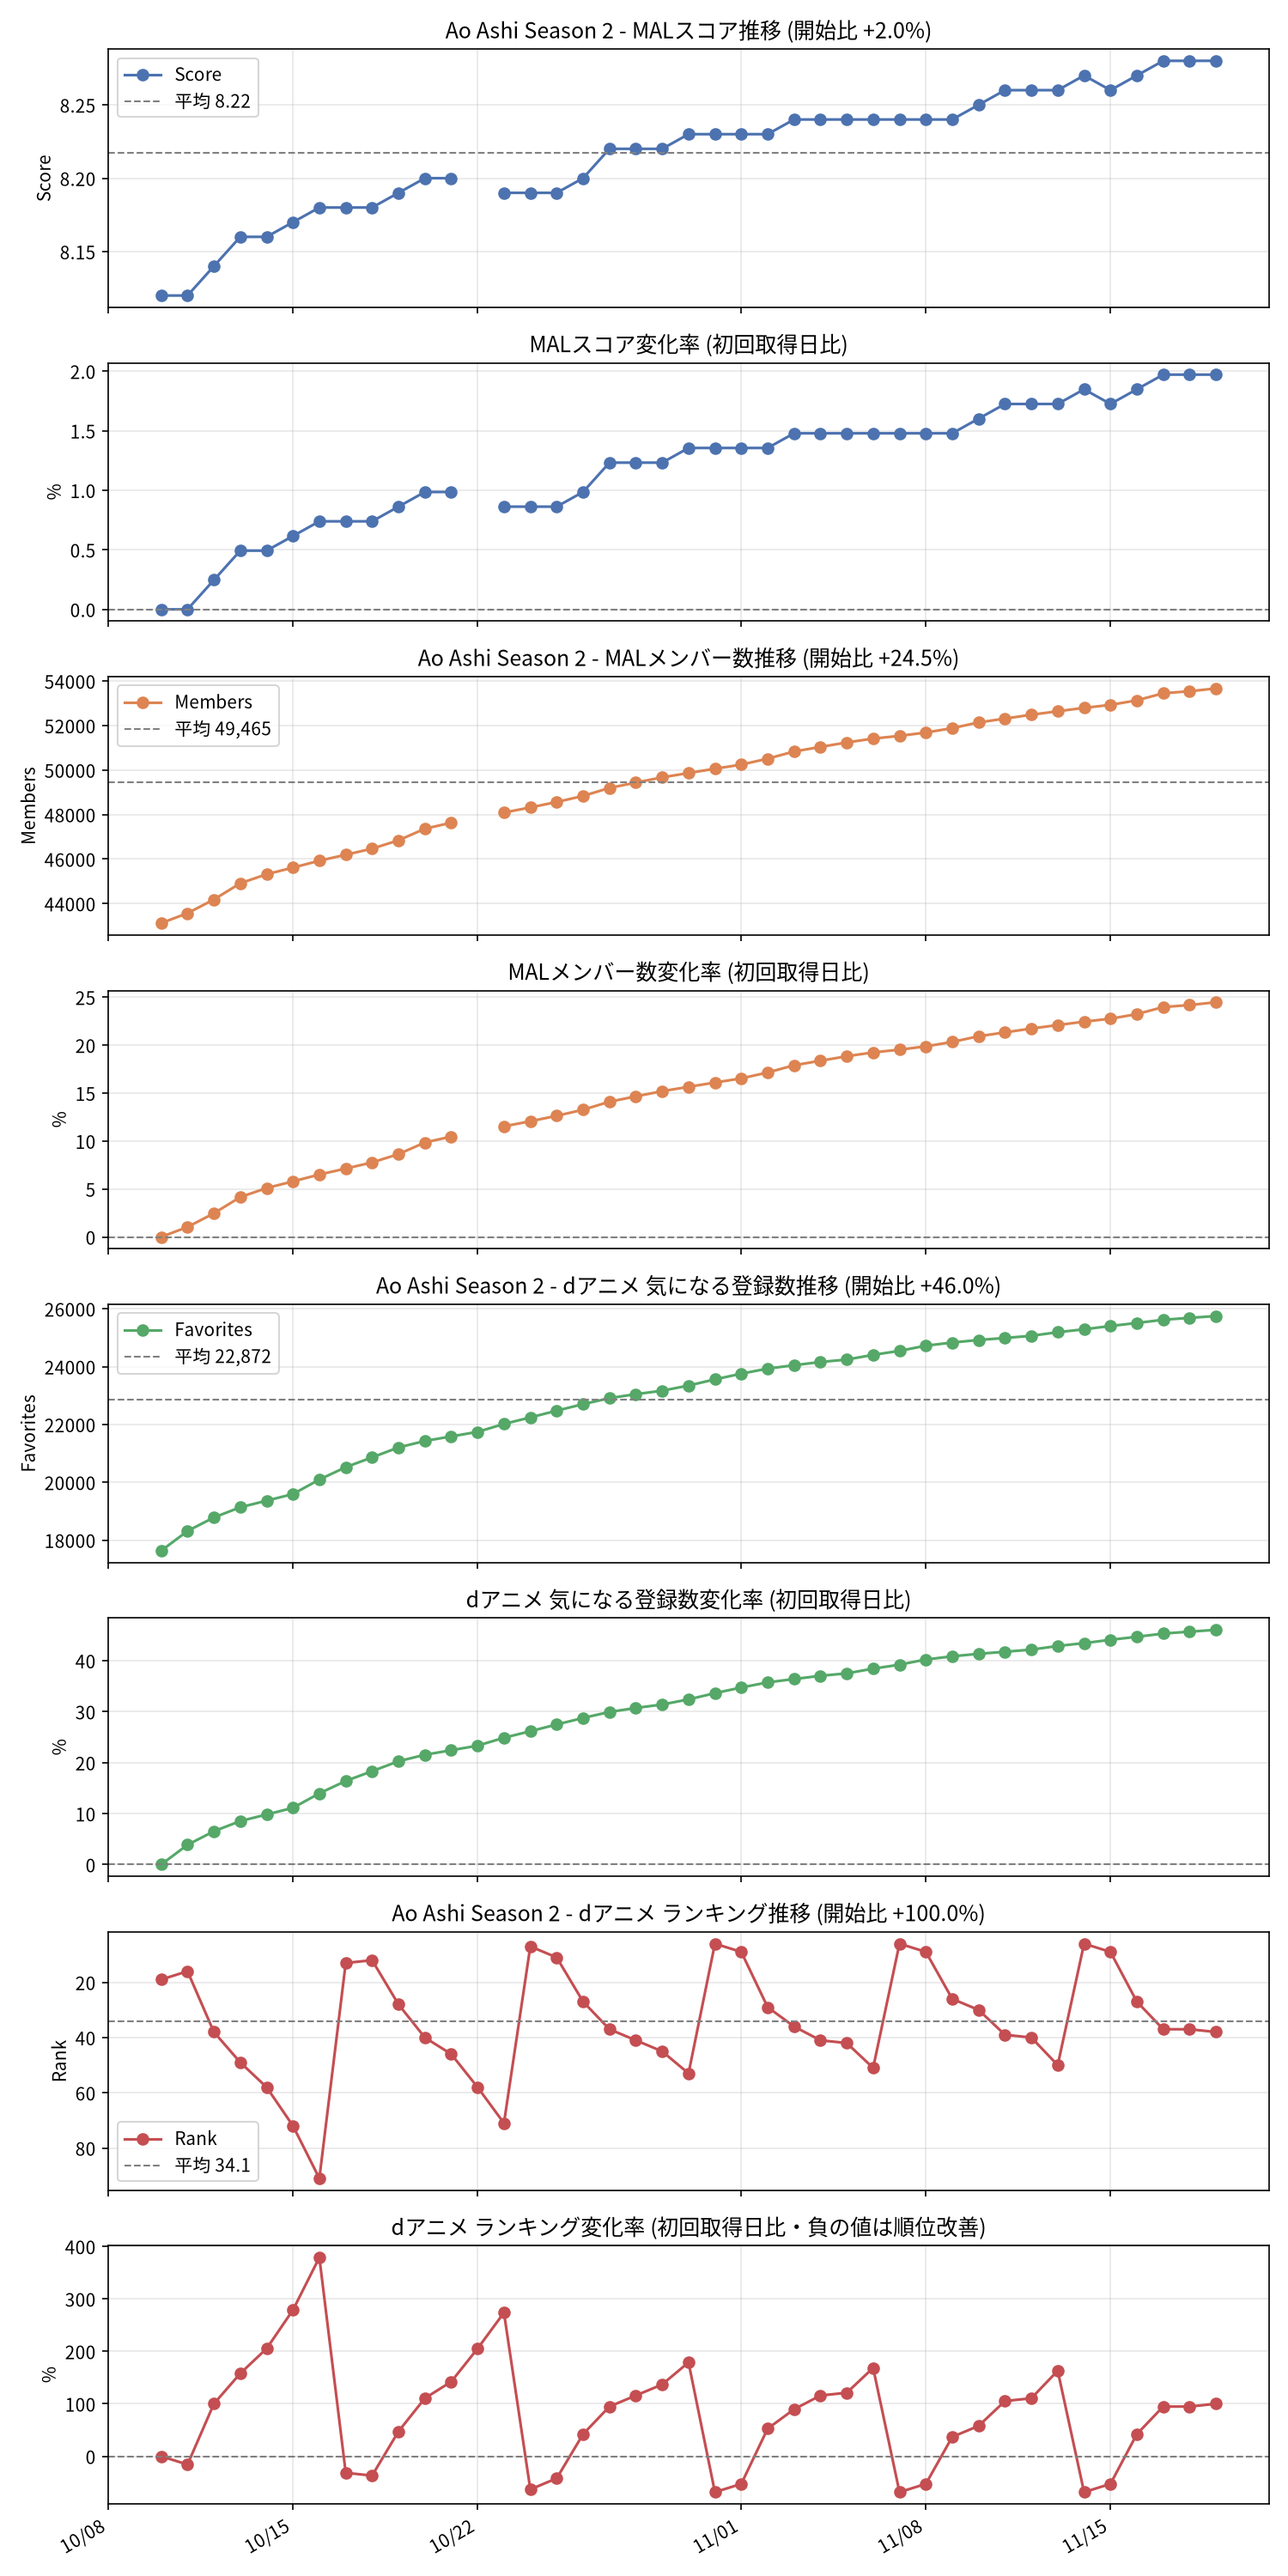 Ao Ashi Season 2 - MALスコア推移 (開始比 +2.0%)
Score
平均 8.22
Score
8.25
8.20
8.15
MALスコア変化率 (初回取得日比)
%
2.0
1.5
1.0
0.5
0.0
Ao Ashi Season 2 - MALメンバー数推移 (開始比 +24.5%)
Members
平均 49,465
Members
54000
52000
50000
48000
46000
44000
MALメンバー数変化率 (初回取得日比)
%
25
20
15
10
5
0
Ao Ashi Season 2 - dアニメ 気になる登録数推移 (開始比 +46.0%)
Favorites
平均 22,872
Favorites
26000
24000
22000
20000
18000
dアニメ 気になる登録数変化率 (初回取得日比)
%
40
30
20
10
0
Ao Ashi Season 2 - dアニメ ランキング推移 (開始比 +100.0%)
Rank
20
40
60
80
Rank
平均 34.1
dアニメ ランキング変化率 (初回取得日比・負の値は順位改善)
%
400
300
200
100
0
10/08
10/15
10/22
11/01
11/08
11/15